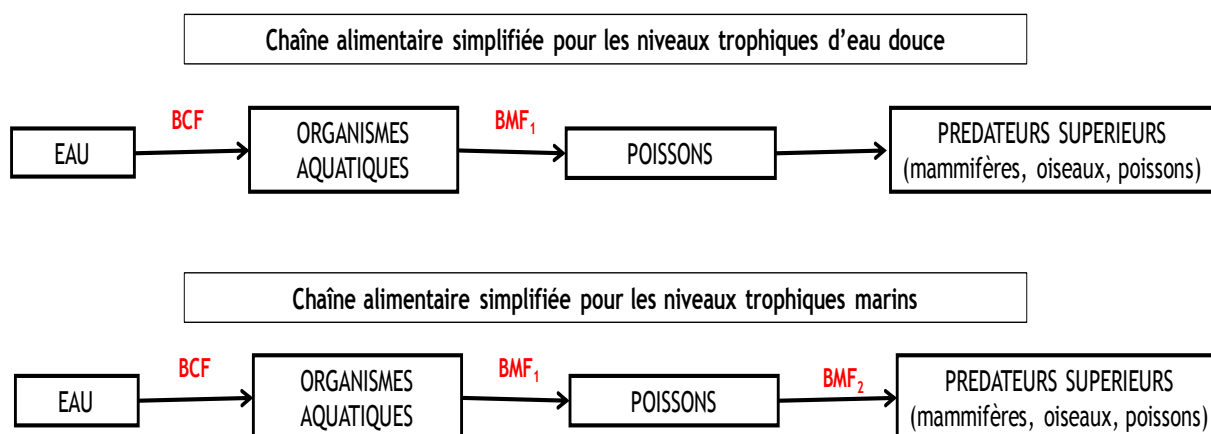 Chaîne alimentaire simplifiée pour les niveaux trophiques d'eau douce
EAU
BCF
ORGANISMES
AQUATIQUES
BMF₁
POISSONS
PREDATEURS SUPERIEURS
(mammifères, oiseaux, poissons)
Chaîne alimentaire simplifiée pour les niveaux trophiques marins
EAU
BCF
ORGANISMES
AQUATIQUES
BMF₁
POISSONS
BMF₂
PREDATEURS SUPERIEURS
(mammifères, oiseaux, poissons)